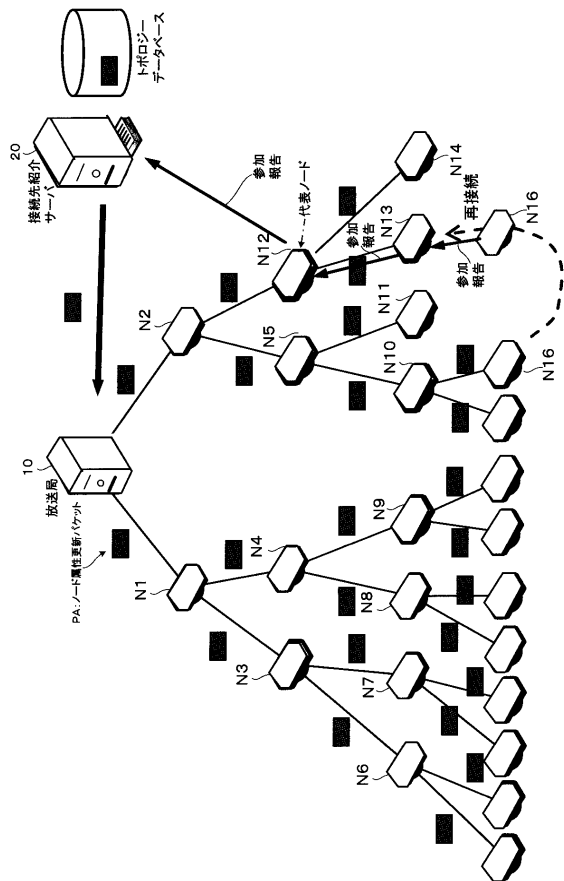 20
接続先紹介
サーバ
トポロジー
データベース
10
放送局
PA:ノード属性更新パケット
参加
報告
代表ノード
N1
N2
N3
N4
N5
N12
N6
N7
N8
N9
N10
N11
N13
N14
参加
報告
再接続
参加
報告
N16
N16